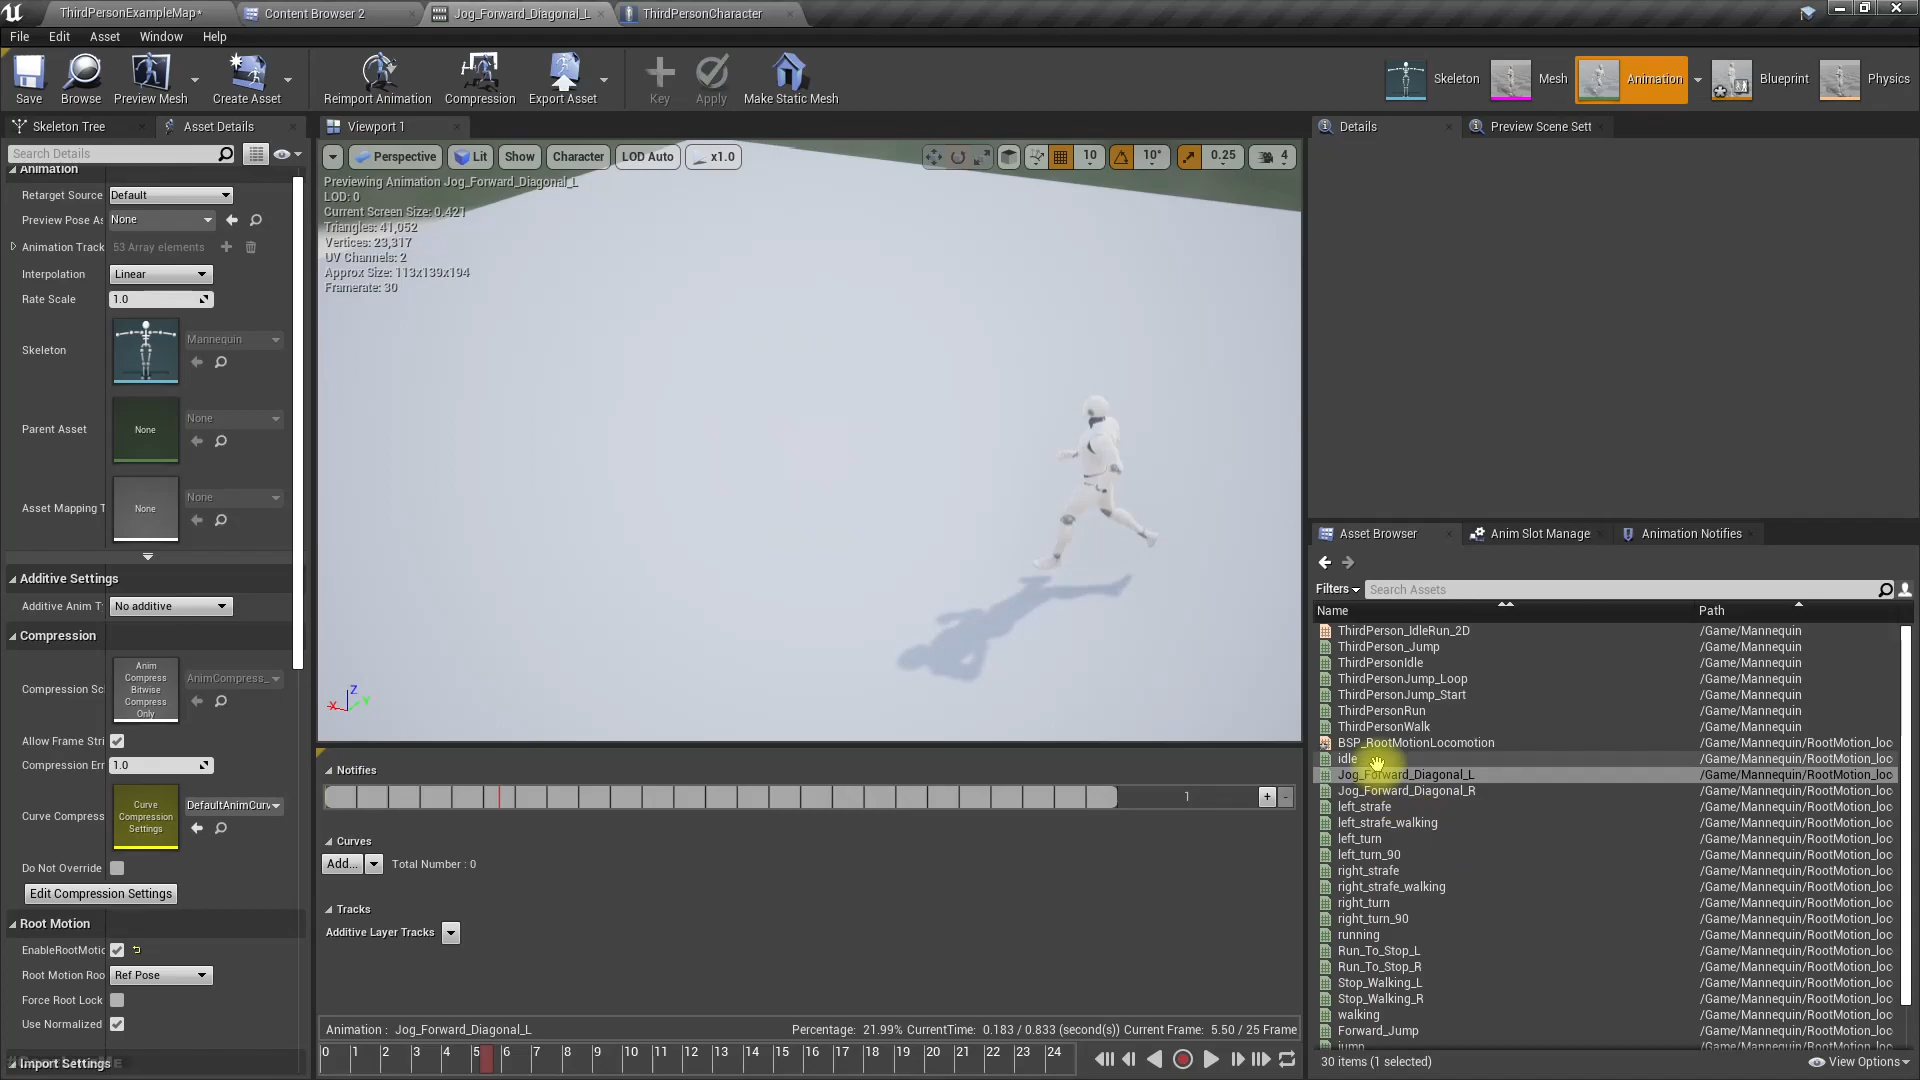 ThirdPersonExampleMap*
Content Browser 2
Jog_Forward_Diagonal_L
ThirdPersonCharacter
File Edit Asset Window Help
Save Browse Preview Mesh Create Asset Reimport Animation Compression Export Asset Key Apply Make Static Mesh
Skeleton Mesh Animation Blueprint Physics
Skeleton Tree Asset Details Viewport 1 Details Preview Scene Sett
Search Details
Perspective Lit Show Character LOD Auto x1.0 10 10° 0.25 4
Animation
Retarget Source Default
Preview Pose As None
Animation Track 53 Array elements
Interpolation Linear
Rate Scale 1.0
Skeleton Mannequin
Parent Asset None None
Asset Mapping T None None
Additive Settings
Additive Anim T No additive
Compression
Compression Sc Anim Compress Bitwise Compress Only AnimCompress_
Allow Frame Stri
Compression Err 1.0
Curve Compress Curve Compression Settings DefaultAnimCurv
Do Not Override
Edit Compression Settings
Root Motion
EnableRootMotic
Root Motion Roo Ref Pose
Force Root Lock
Use Normalized
Import Settings
Previewing Animation Jog_Forward_Diagonal_L
LOD: 0
Current Screen Size: 0.421
Triangles: 41,052
Vertices: 23,317
UV Channels: 2
Approx Size: 113x139x194
Framerate: 30
Z
X Y
Notifies
1 + -
Curves
Add... Total Number : 0
Tracks
Additive Layer Tracks
Animation : Jog_Forward_Diagonal_L Percentage: 21.99% CurrentTime: 0.183 / 0.833 (second(s)) Current Frame: 5.50 / 25 Frame
0 1 2 3 4 5 6 7 8 9 10 11 12 13 14 15 16 17 18 19 20 21 22 23 24
Asset Browser Anim Slot Manage Animation Notifies
Filters Search Assets
Name Path
ThirdPerson_IdleRun_2D /Game/Mannequin
ThirdPerson_Jump /Game/Mannequin
ThirdPersonIdle /Game/Mannequin
ThirdPersonJump_Loop /Game/Mannequin
ThirdPersonJump_Start /Game/Mannequin
ThirdPersonRun /Game/Mannequin
ThirdPersonWalk /Game/Mannequin
BSP_RootMotionLocomotion /Game/Mannequin/RootMotion_loc
idle /Game/Mannequin/RootMotion_loc
Jog_Forward_Diagonal_L /Game/Mannequin/RootMotion_loc
Jog_Forward_Diagonal_R /Game/Mannequin/RootMotion_loc
left_strafe /Game/Mannequin/RootMotion_loc
left_strafe_walking /Game/Mannequin/RootMotion_loc
left_turn /Game/Mannequin/RootMotion_loc
left_turn_90 /Game/Mannequin/RootMotion_loc
right_strafe /Game/Mannequin/RootMotion_loc
right_strafe_walking /Game/Mannequin/RootMotion_loc
right_turn /Game/Mannequin/RootMotion_loc
right_turn_90 /Game/Mannequin/RootMotion_loc
running /Game/Mannequin/RootMotion_loc
Run_To_Stop_L /Game/Mannequin/RootMotion_loc
Run_To_Stop_R /Game/Mannequin/RootMotion_loc
Stop_Walking_L /Game/Mannequin/RootMotion_loc
Stop_Walking_R /Game/Mannequin/RootMotion_loc
walking /Game/Mannequin/RootMotion_loc
Forward_Jump /Game/Mannequin/RootMotion_loc
jump /Game/Mannequin/RootMotion_loc
30 items (1 selected) View Options